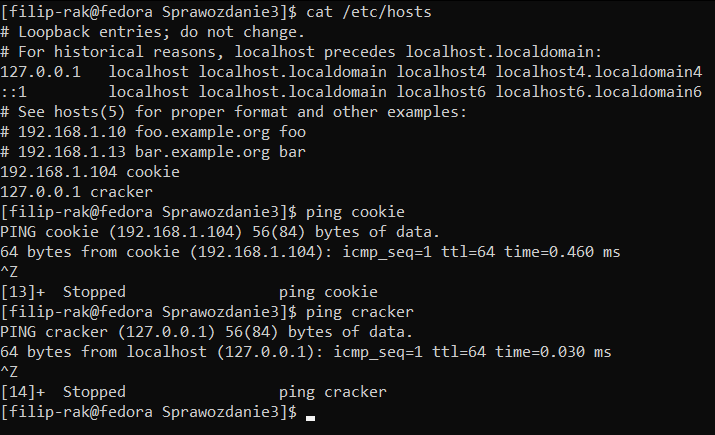 [filip-rak@fedora Sprawozdanie3]$ cat /etc/hosts
# Loopback entries; do not change.
# For historical reasons, localhost precedes localhost.localdomain:
127.0.0.1   localhost localhost.localdomain localhost4 localhost4.localdomain4
::1         localhost localhost.localdomain localhost6 localhost6.localdomain6
# See hosts(5) for proper format and other examples:
# 192.168.1.10 foo.example.org foo
# 192.168.1.13 bar.example.org bar
192.168.1.104 cookie
127.0.0.1 cracker
[filip-rak@fedora Sprawozdanie3]$ ping cookie
PING cookie (192.168.1.104) 56(84) bytes of data.
64 bytes from cookie (192.168.1.104): icmp_seq=1 ttl=64 time=0.460 ms
^Z
[13]+  Stopped                 ping cookie
[filip-rak@fedora Sprawozdanie3]$ ping cracker
PING cracker (127.0.0.1) 56(84) bytes of data.
64 bytes from localhost (127.0.0.1): icmp_seq=1 ttl=64 time=0.030 ms
^Z
[14]+  Stopped                 ping cracker
[filip-rak@fedora Sprawozdanie3]$